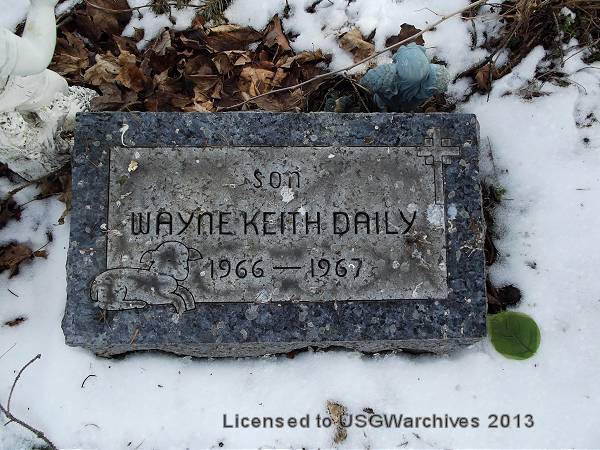 SON
WAYNE KEITH DAILY
1966 — 1967
Licensed to USGWarchives 2013